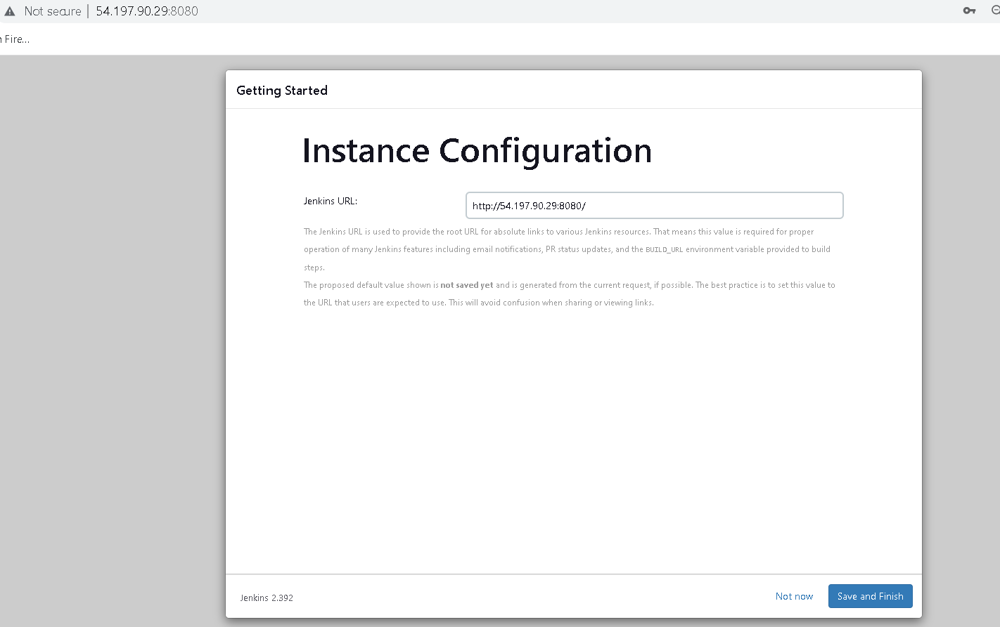 Not secure | 54.197.90.29:8080
Fire...
Getting Started
Instance Configuration
Jenkins URL:
http://54.197.90.29:8080/
The Jenkins URL is used to provide the root URL for absolute links to various Jenkins resources. That means this value is required for proper
operation of many Jenkins features including email notifications, PR status updates, and the BUILD_URL environment variable provided to build
steps.
The proposed default value shown is not saved yet and is generated from the current request, if possible. The best practice is to set this value to
the URL that users are expected to use. This will avoid confusion when sharing or viewing links.
Jenkins 2.392
Not now
Save and Finish